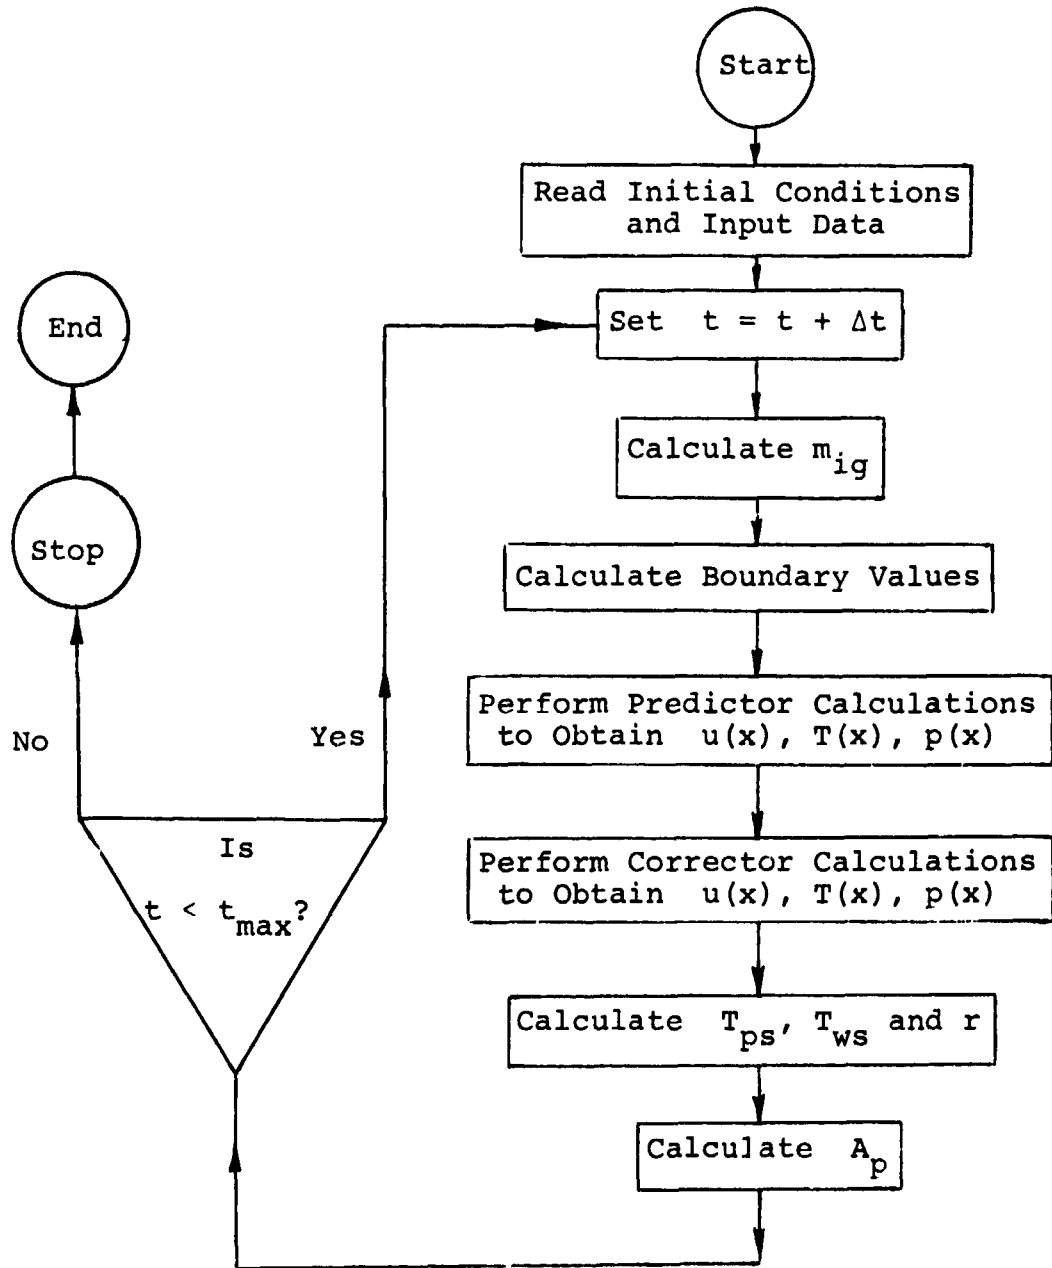 Start
Read Initial Conditions
and Input Data
Set t = t + Δt
Calculate m_ig
Calculate Boundary Values
Perform Predictor Calculations
to Obtain u(x), T(x), p(x)
Perform Corrector Calculations
to Obtain u(x), T(x), p(x)
Calculate T_ps, T_ws and r
Calculate A_p
Is
t < t_max?
Yes
No
Stop
End